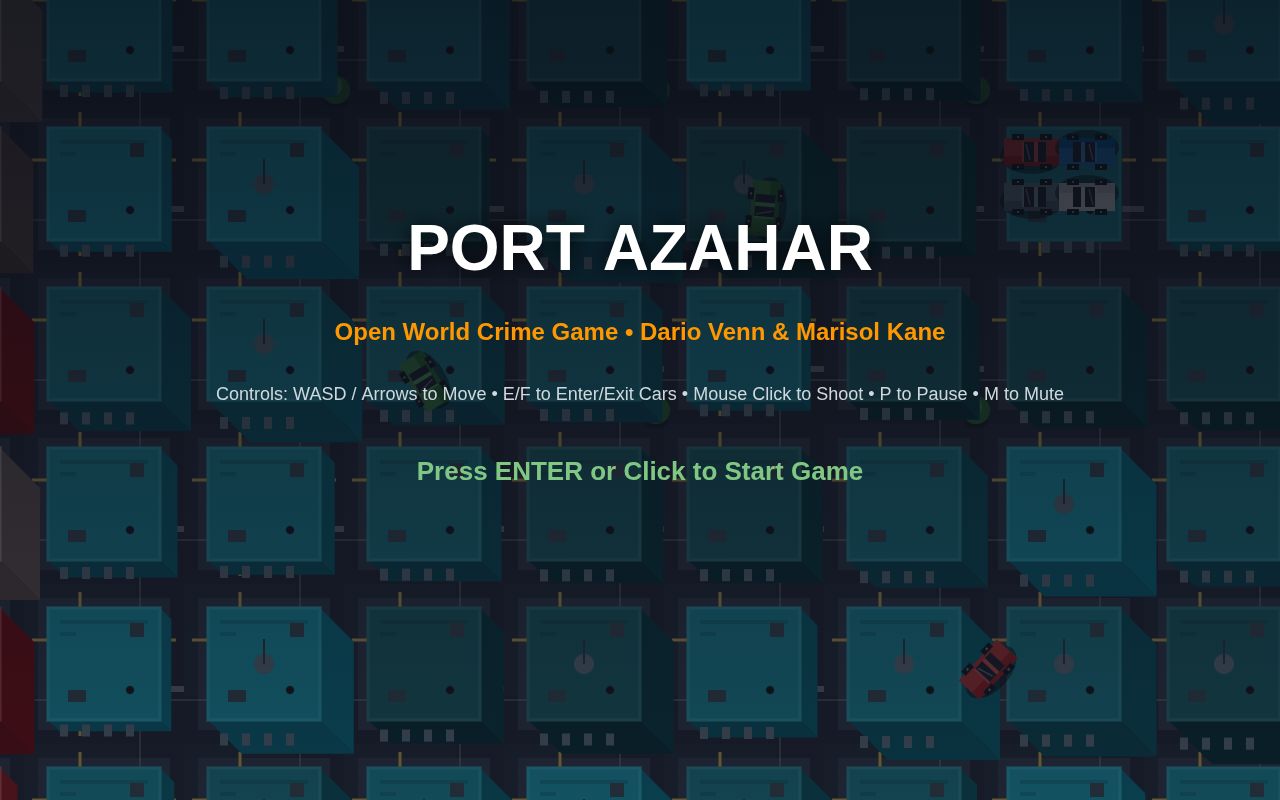 PORT AZAHAR
Open World Crime Game • Dario Venn & Marisol Kane
Controls: WASD / Arrows to Move • E/F to Enter/Exit Cars • Mouse Click to Shoot • P to Pause • M to Mute
Press ENTER or Click to Start Game